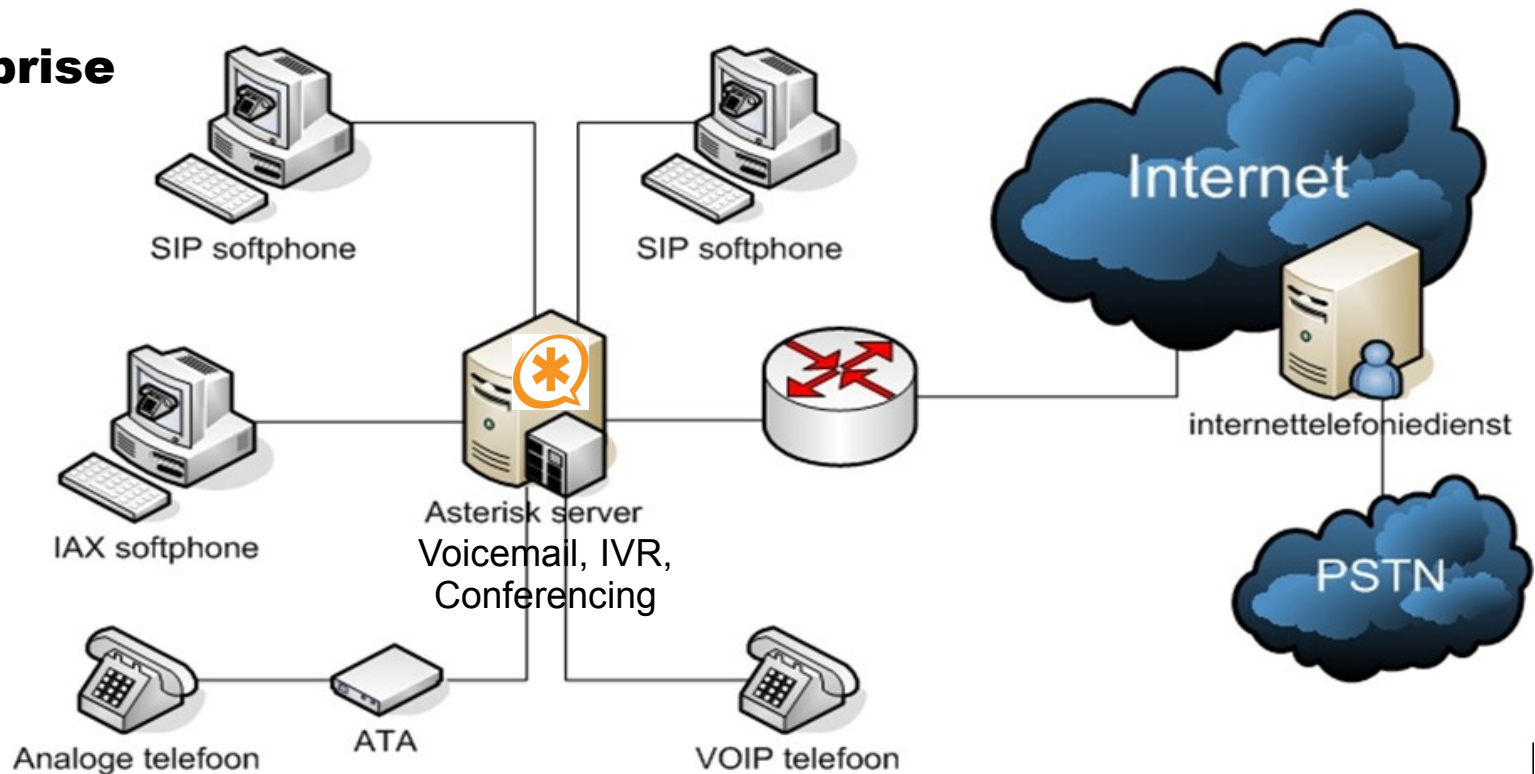 SIP softphone
SIP softphone
Internet
internettelefoniedienst
IAX softphone
Asterisk server
Voicemail, IVR,
Conferencing
PSTN
Analoge telefoon
ATA
VOIP telefoon